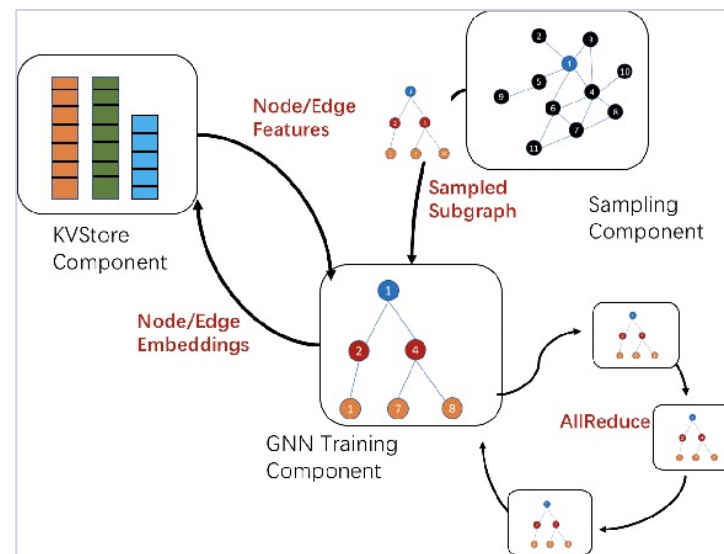 2
3
1
10
5
4
9
6
8
7
11
Node/Edge
Features
2
Sampled
Subgraph
Sampling
Component
KVStore
Component
1
Node/Edge
Embeddings
2
4
1
7
8
GNN Training
Component
AllReduce